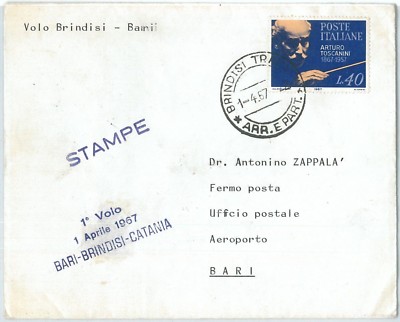 Volo Brindisi - Bari
POSTE
ITALIANE
ARTURO
TOSCANINI
1867-1957
L.40
BRINDISI
1-4.67
* ARR. E PART. *
STAMPE
Dr. Antonino ZAPPALA'
Fermo posta
Uffcio postale
Aeroporto
BARI
1° Volo
1 Aprile 1967
BARI-BRINDISI-CATANIA